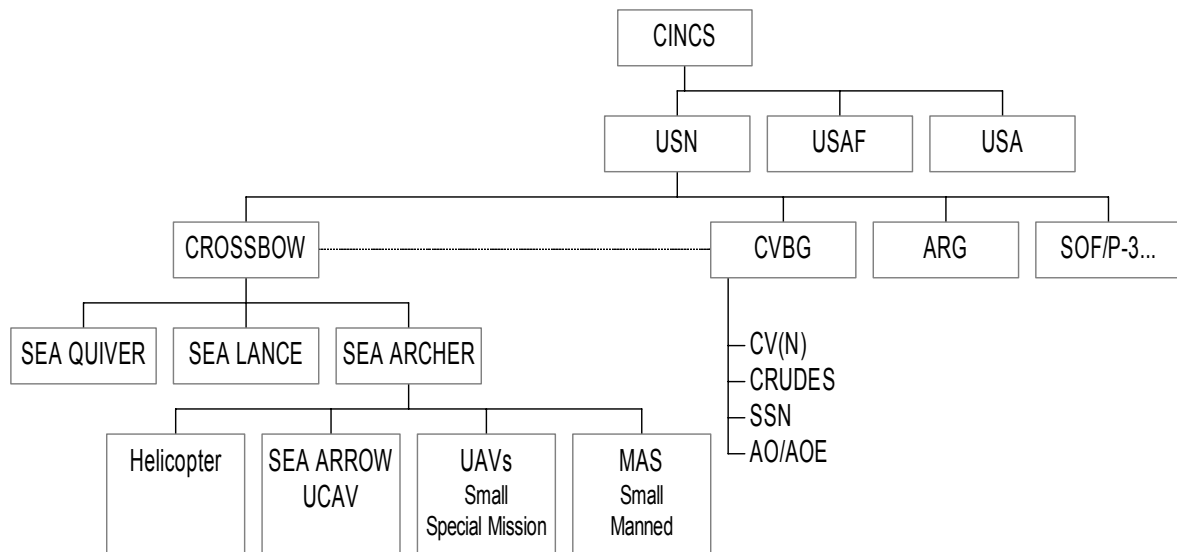 CINCS
USN
USAF
USA
CROSSBOW
CVBG
ARG
SOF/P-3...
SEA QUIVER
SEA LANCE
SEA ARCHER
CV(N)
CRUDES
SSN
AO/AOE
Helicopter
SEA ARROW
UCAV
UAVs
Small
Special Mission
MAS
Small
Manned